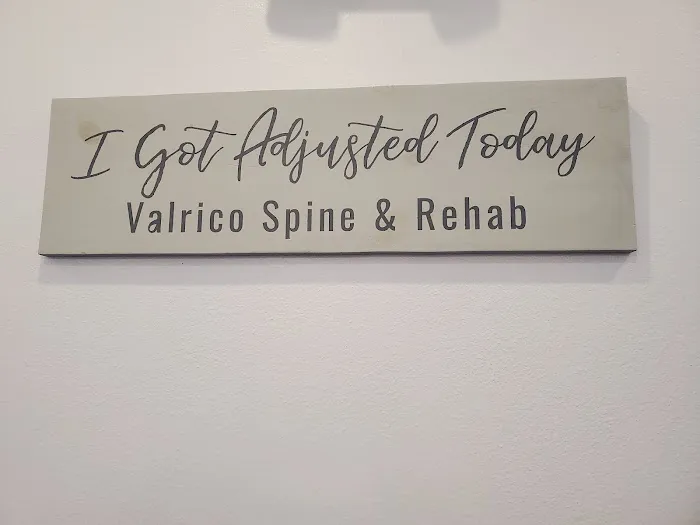 I Got Adjusted Today
Valrico Spine & Rehab